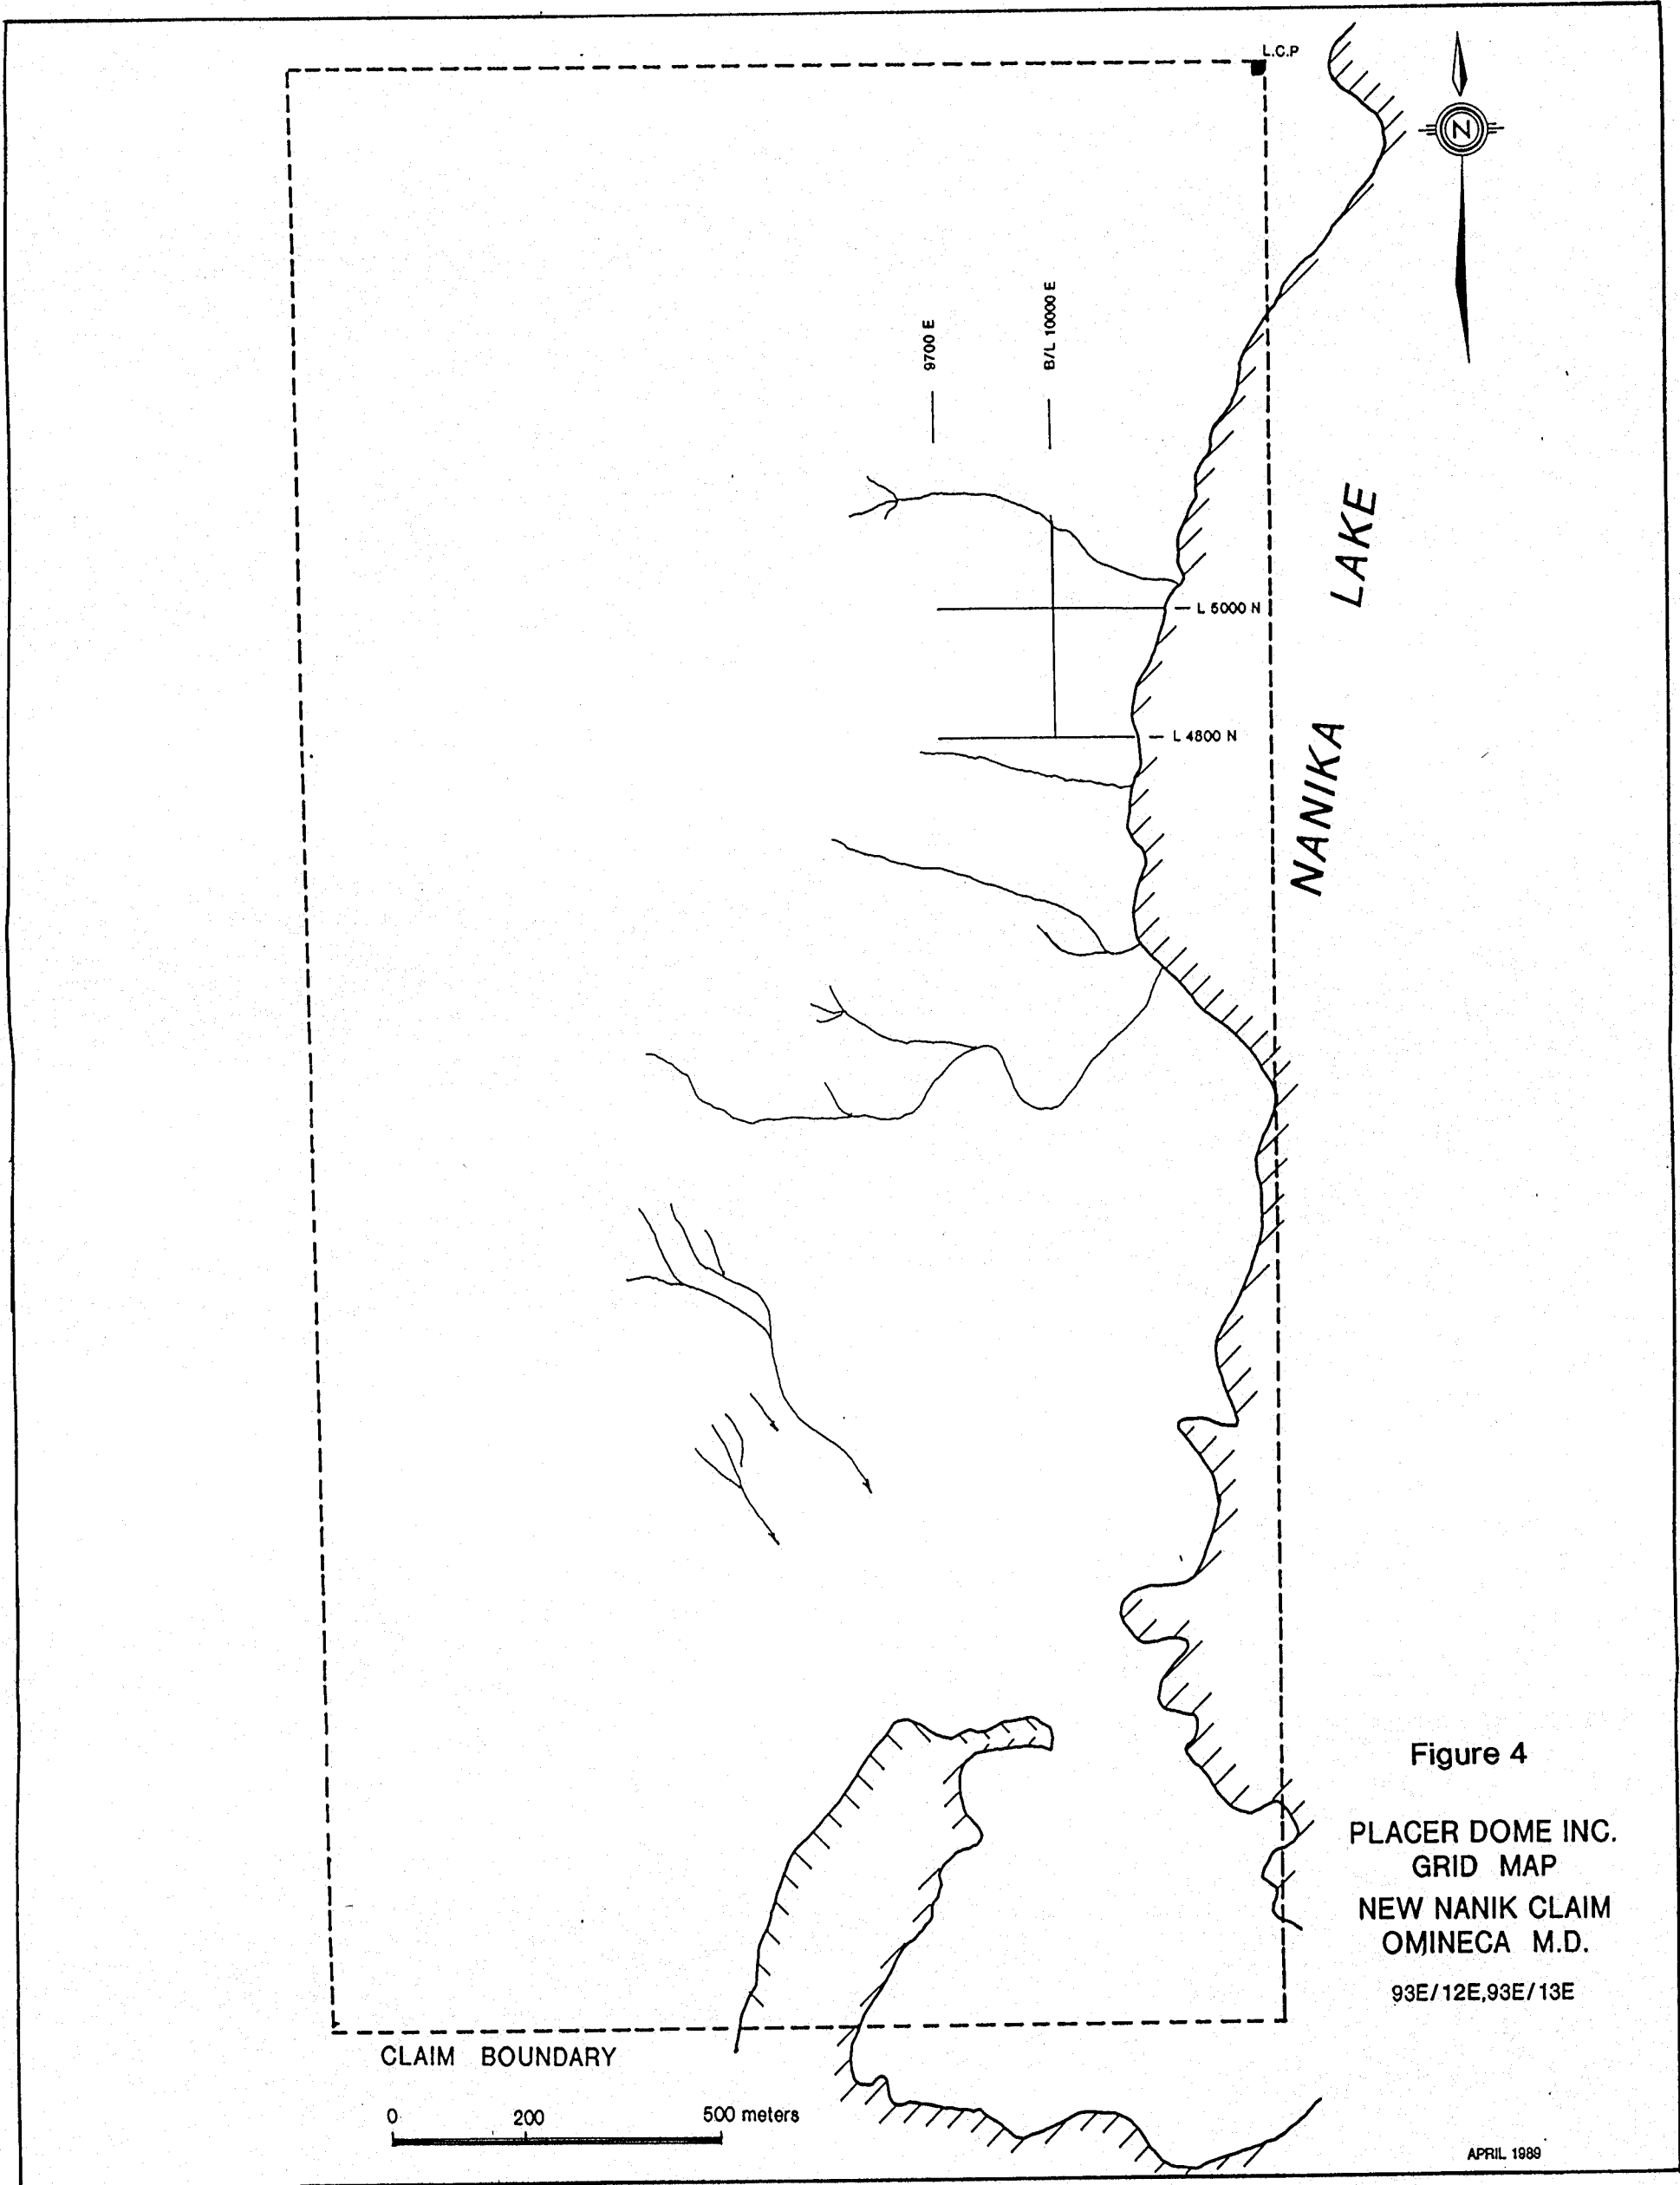 L.C.P
N
9700 E
B/L 10000 E
L 5000 N
L 4800 N
NANIKA LAKE
Figure 4
PLACER DOME INC.
GRID MAP
NEW NANIK CLAIM
OMINECA M.D.
93E/12E,93E/13E
CLAIM BOUNDARY
0 200 500 meters
APRIL 1989